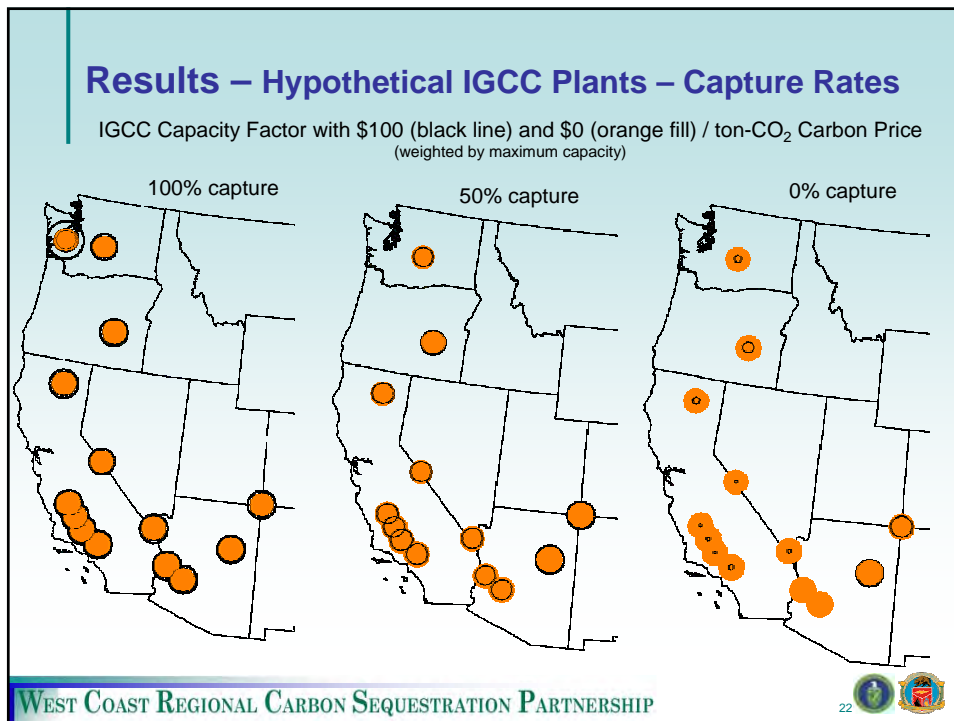 Results – Hypothetical IGCC Plants – Capture Rates
IGCC Capacity Factor with $100 (black line) and $0 (orange fill) / ton-CO₂ Carbon Price
(weighted by maximum capacity)
100% capture
50% capture
0% capture
WEST COAST REGIONAL CARBON SEQUESTRATION PARTNERSHIP
22